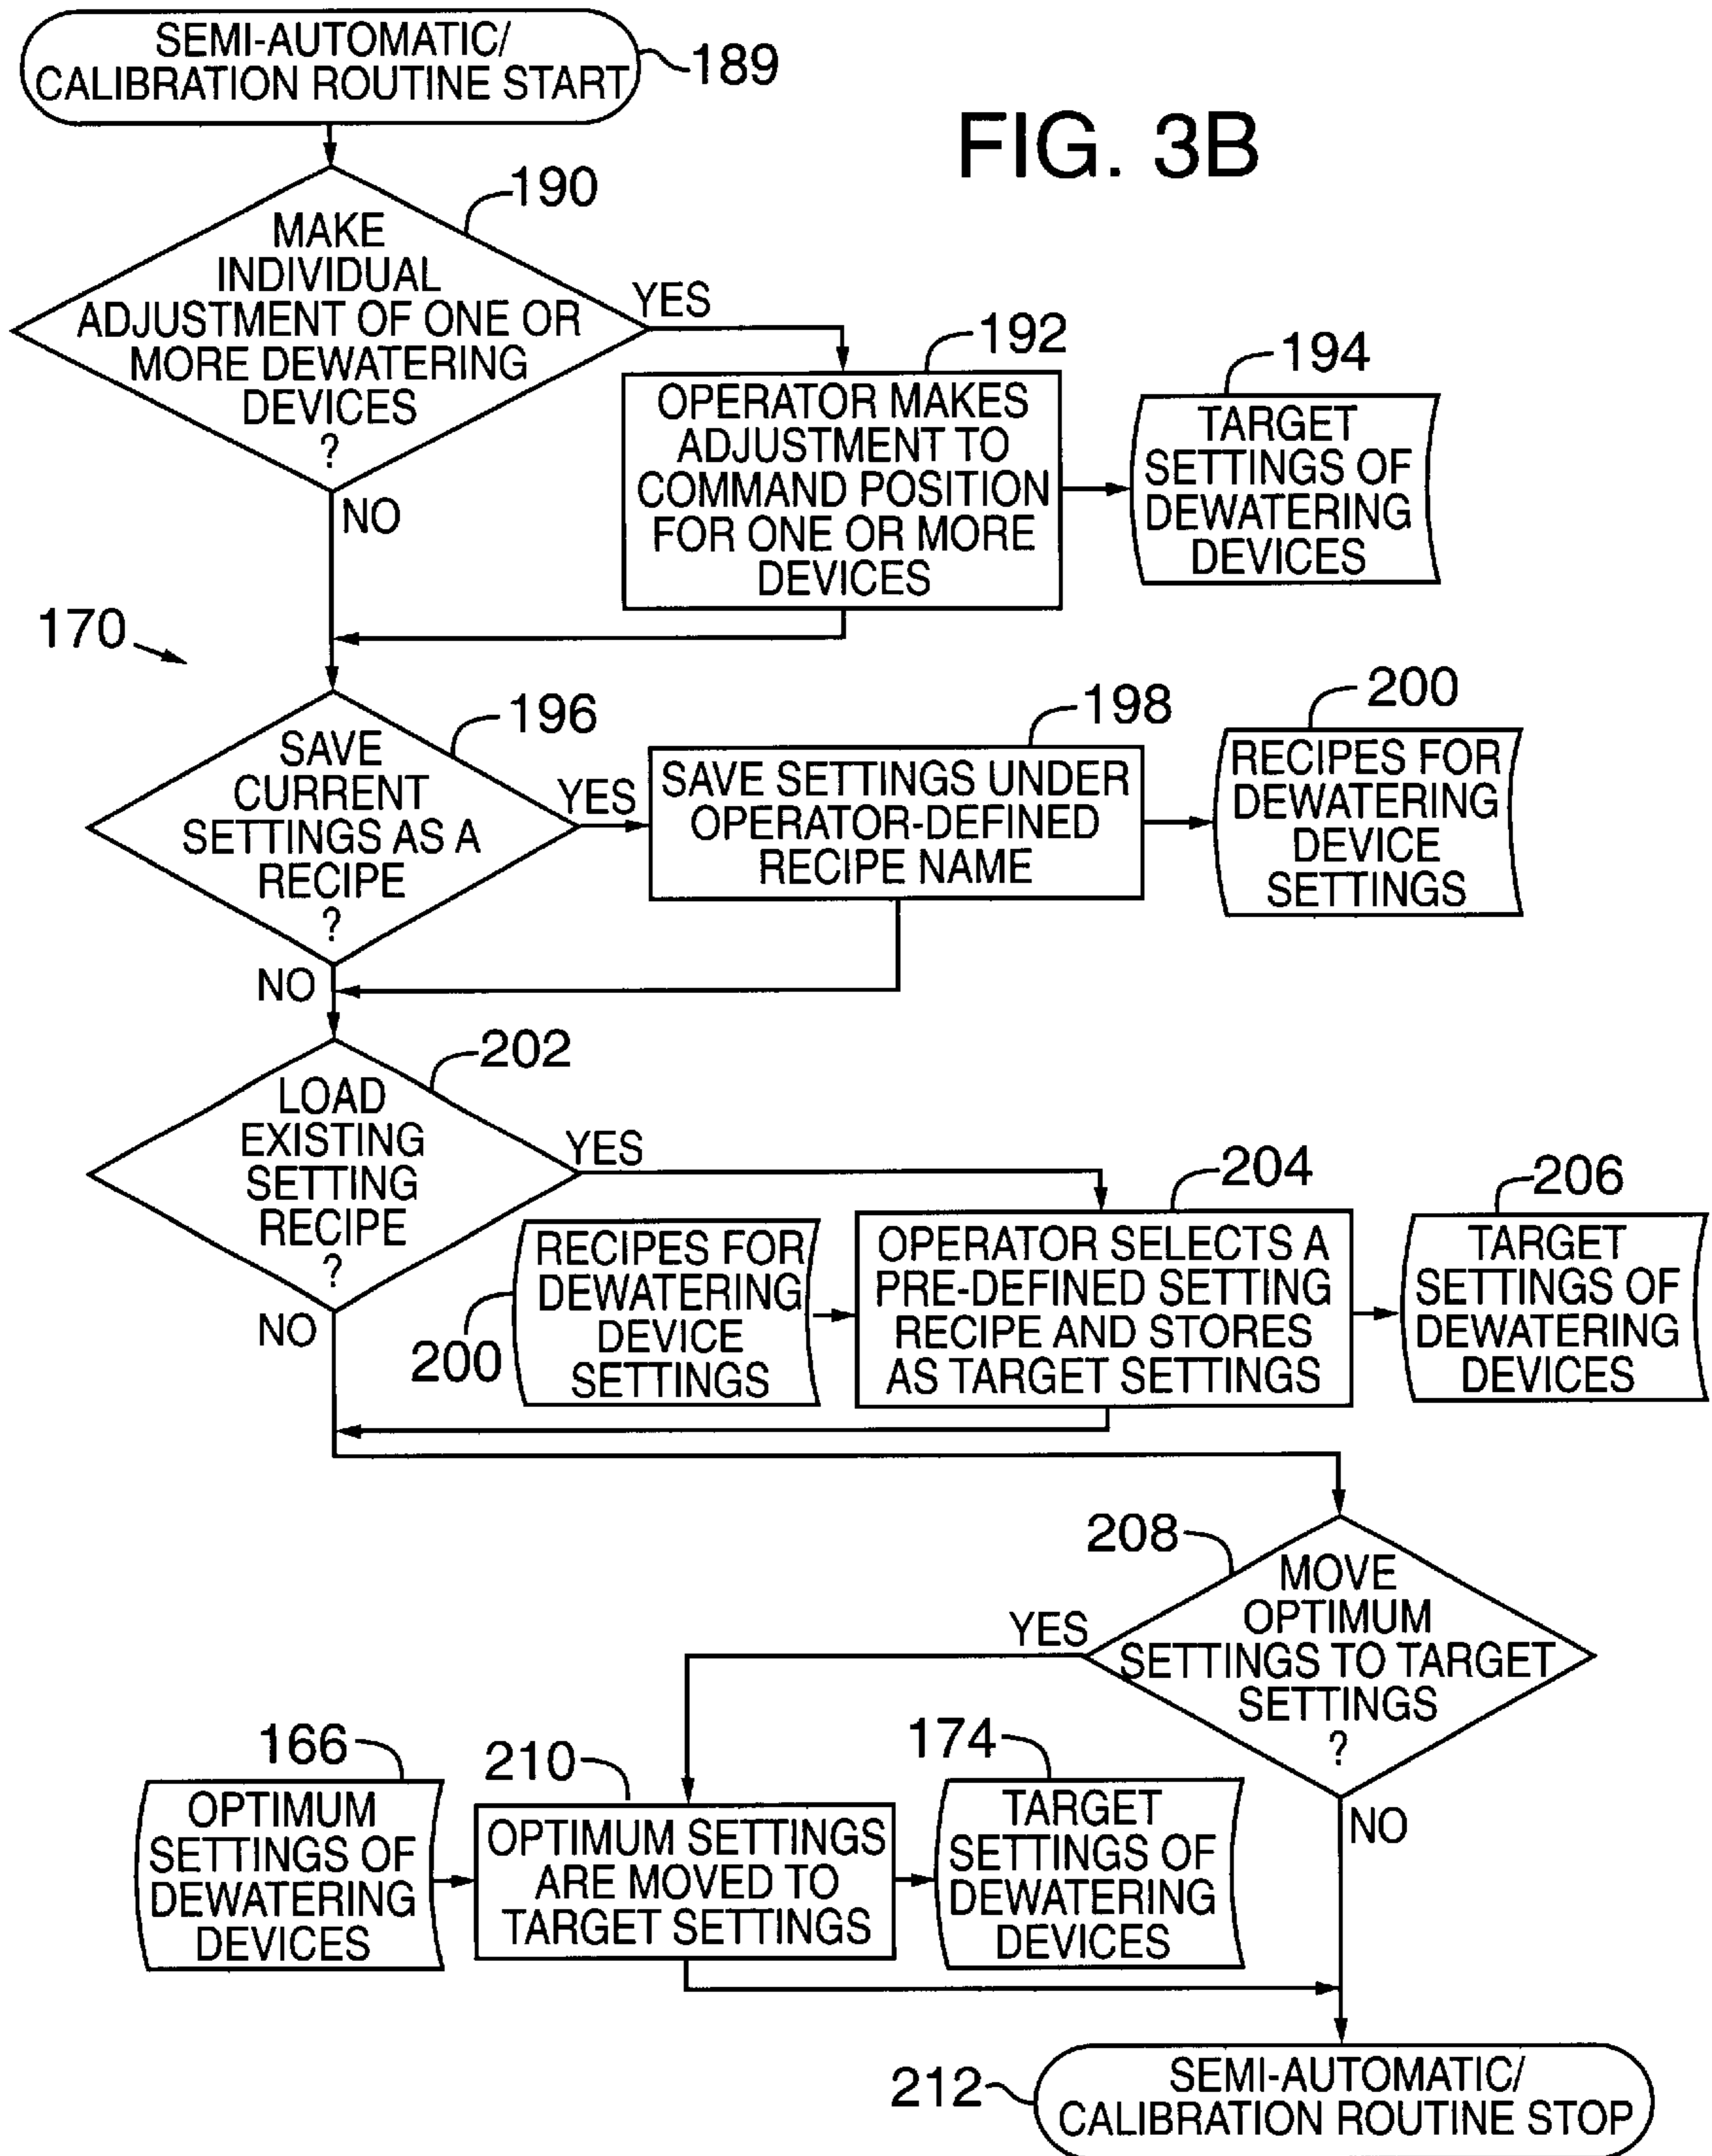 SEMI-AUTOMATIC/
CALIBRATION ROUTINE START
189
FIG. 3B
190
MAKE
INDIVIDUAL
ADJUSTMENT OF ONE OR
MORE DEWATERING
DEVICES
?
YES
NO
192
OPERATOR MAKES
ADJUSTMENT TO
COMMAND POSITION
FOR ONE OR MORE
DEVICES
194
TARGET
SETTINGS OF
DEWATERING
DEVICES
170
196
SAVE
CURRENT
SETTINGS AS A
RECIPE
?
YES
NO
198
SAVE SETTINGS UNDER
OPERATOR-DEFINED
RECIPE NAME
200
RECIPES FOR
DEWATERING
DEVICE
SETTINGS
202
LOAD
EXISTING
SETTING
RECIPE
?
YES
NO
200
RECIPES FOR
DEWATERING
DEVICE
SETTINGS
204
OPERATOR SELECTS A
PRE-DEFINED SETTING
RECIPE AND STORES
AS TARGET SETTINGS
206
TARGET
SETTINGS OF
DEWATERING
DEVICES
208
MOVE
OPTIMUM
SETTINGS TO TARGET
SETTINGS
?
YES
NO
166
OPTIMUM
SETTINGS OF
DEWATERING
DEVICES
210
OPTIMUM SETTINGS
ARE MOVED TO
TARGET SETTINGS
174
TARGET
SETTINGS OF
DEWATERING
DEVICES
212
SEMI-AUTOMATIC/
CALIBRATION ROUTINE STOP